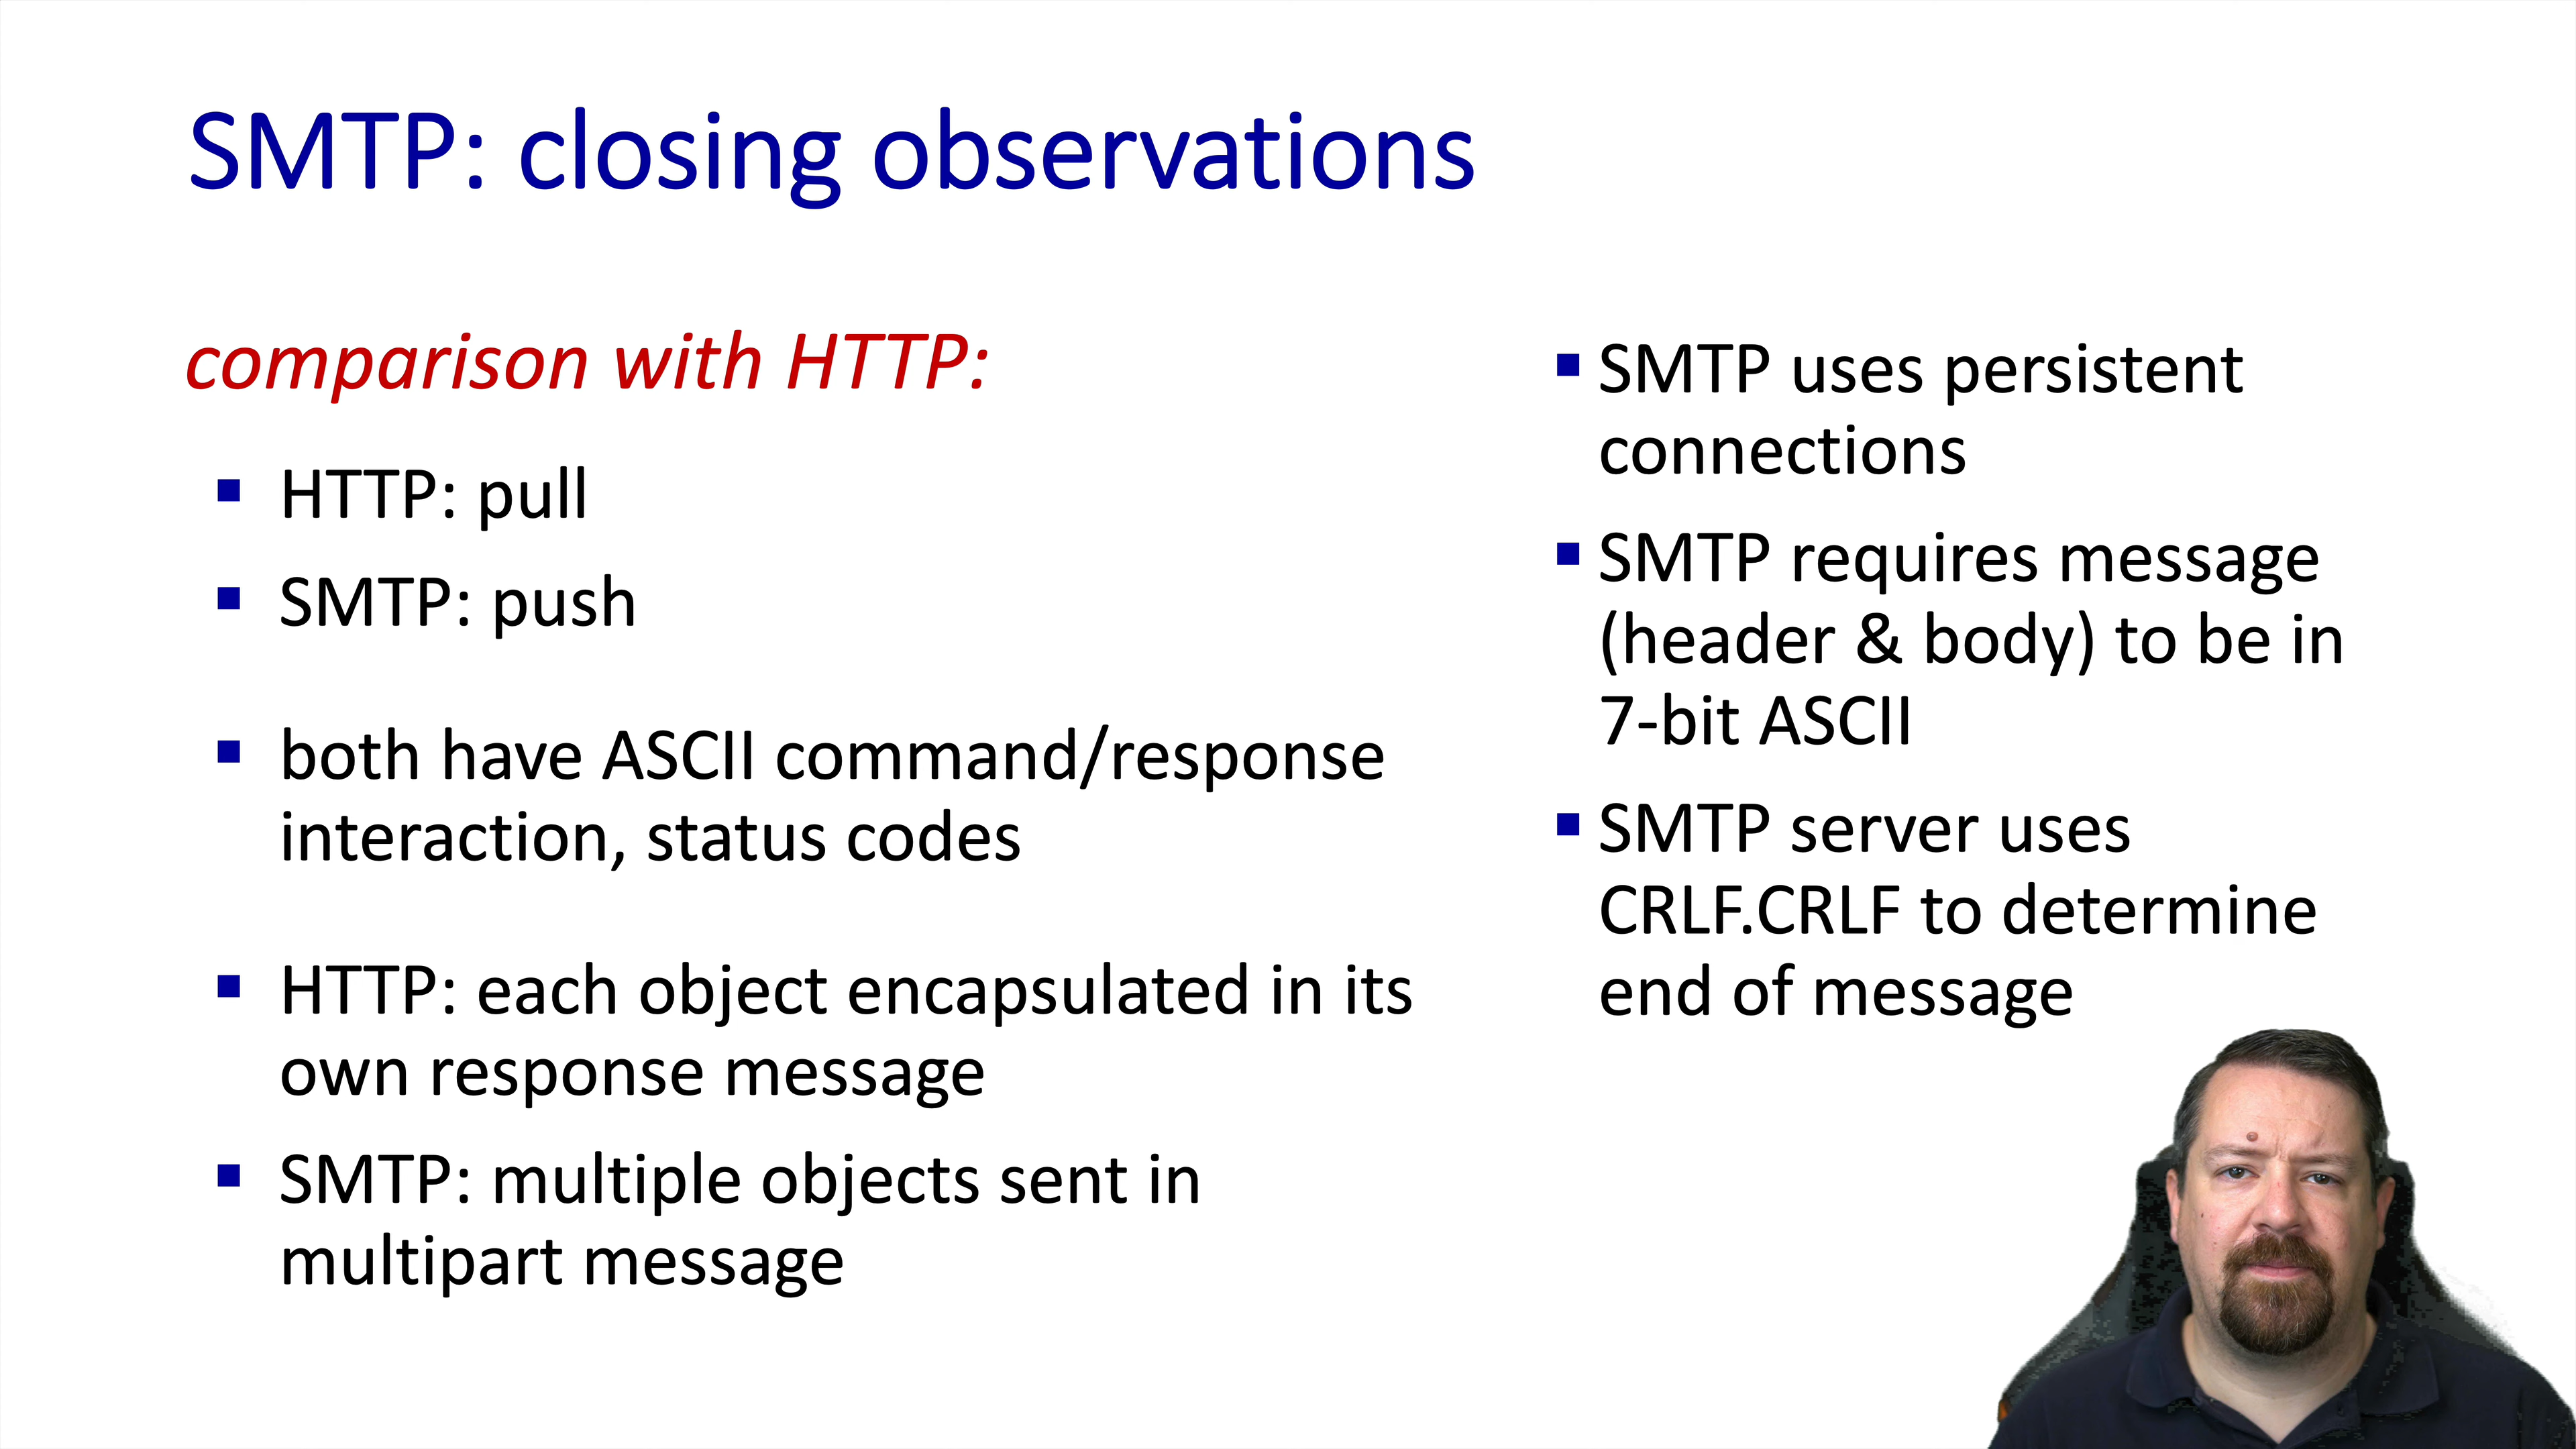 SMTP: closing observations
comparison with HTTP:
HTTP: pull
SMTP: push
both have ASCII command/response
interaction, status codes
HTTP: each object encapsulated in its
own response message
SMTP: multiple objects sent in
multipart message
SMTP uses persistent
connections
SMTP requires message
(header & body) to be in
7-bit ASCII
SMTP server uses
CRLF.CRLF to determine
end of message